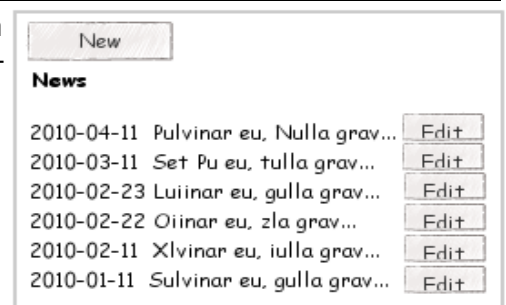 New
News
2010-04-11 Pulvinar eu, Nulla grav... Edit
2010-03-11 Set Pu eu, tulla grav... Edit
2010-02-23 Luiinar eu, gulla grav... Edit
2010-02-22 Oiinar eu, zla grav... Edit
2010-02-11 Xlvinar eu, iulla grav... Edit
2010-01-11 Sulvinar eu, gulla grav... Edit